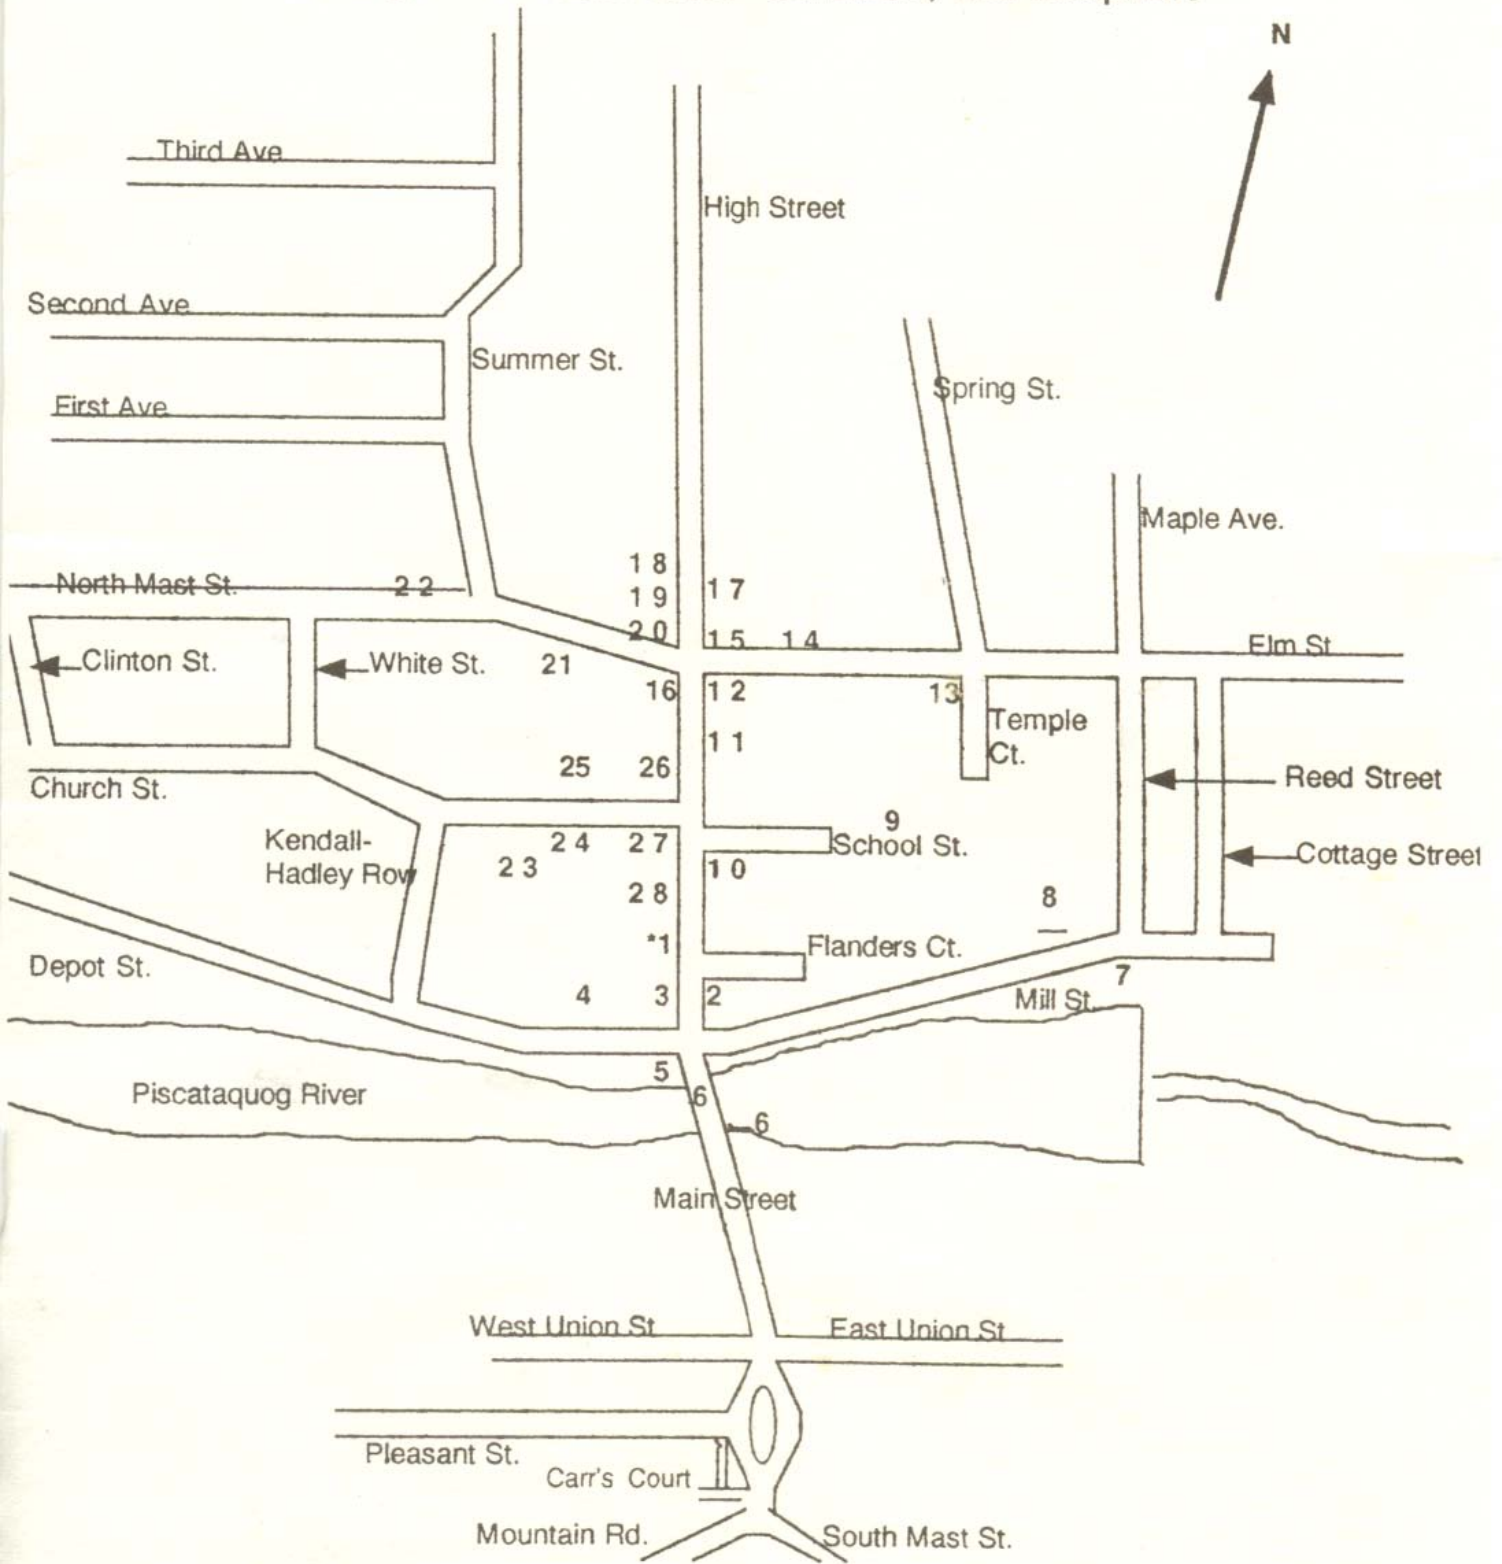 N
Third Ave
High Street
Second Ave
Summer St.
Spring St.
First Ave
Maple Ave.
18
North Mast St.
22
19
17
20
15
14
Elm St
Clinton St.
White St.
21
16
12
13
Temple
Ct.
11
25
26
Reed Street
Church St.
9
Kendall-
Hadley Row
24
27
School St.
Cottage Street
23
10
28
8
*1
Flanders Ct.
Depot St.
4
3
2
7
Mill St.
5
Piscataquog River
6
6
Main Street
West Union St
East Union St
Pleasant St.
Carr's Court
Mountain Rd.
South Mast St.